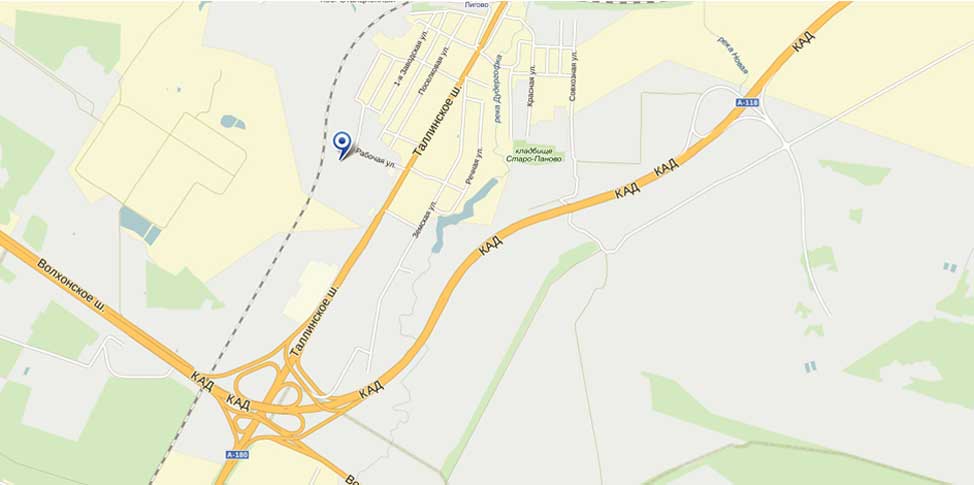 Лигово
1-я Заводская ул.
Поселковая ул.
Таллинское ш.
река Дудергофка
Красная ул.
Совхозная ул.
река Новая
КАД
А-118
Рабочая ул.
кладбище
Старо-Паново
Речная ул.
КАД
КАД
Земская ул.
КАД
Волхонское ш.
Таллинское ш.
КАД
КАД
КАД
А-180